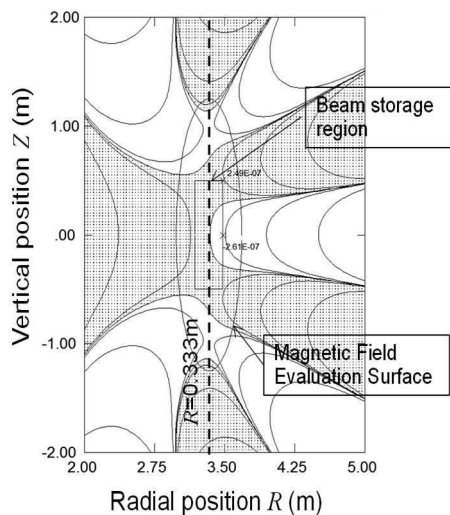 2.00
1.00
.00
-1.00
-2.00
Vertical position Z (m)
Beam storage
region
2.49E-07
-2.61E-07
R=0.333m
Magnetic Field
Evaluation Surface
2.00
2.75
3.50
4.25
5.00
Radial position R (m)